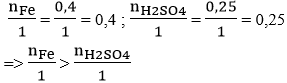 n_Fe/1 = 0,4/1 = 0,4 ; n_H2SO4/1 = 0,25/1 = 0,25
=> n_Fe/1 > n_H2SO4/1